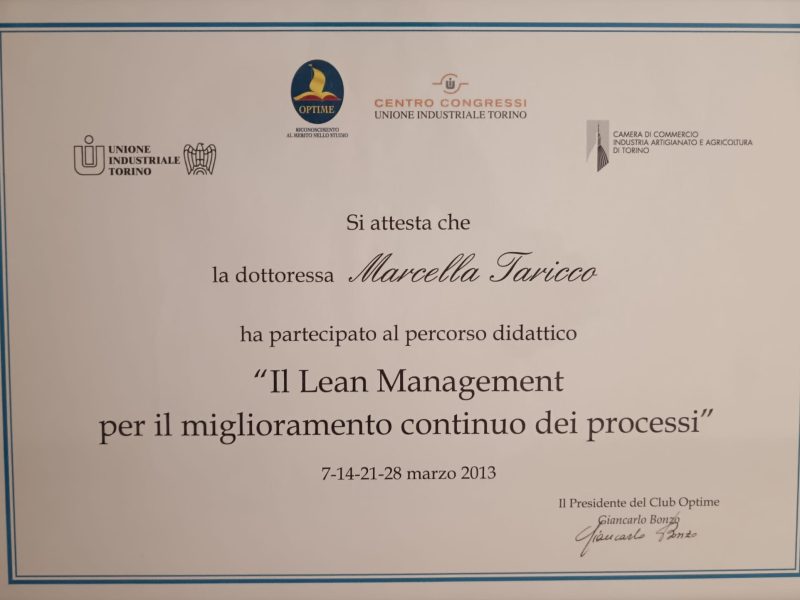 OPTIME
RICONOSCIMENTO
AL MERITO NELLO STUDIO
CENTRO CONGRESSI
UNIONE INDUSTRIALE TORINO
UNIONE
INDUSTRIALE
TORINO
CAMERA DI COMMERCIO
INDUSTRIA ARTIGIANATO E AGRICOLTURA
DI TORINO
Si attesta che
la dottoressa Marcella Taricco
ha partecipato al percorso didattico
“Il Lean Management
per il miglioramento continuo dei processi”
7-14-21-28 marzo 2013
Il Presidente del Club Optime
Giancarlo Bonzo
Giancarlo Bonzo